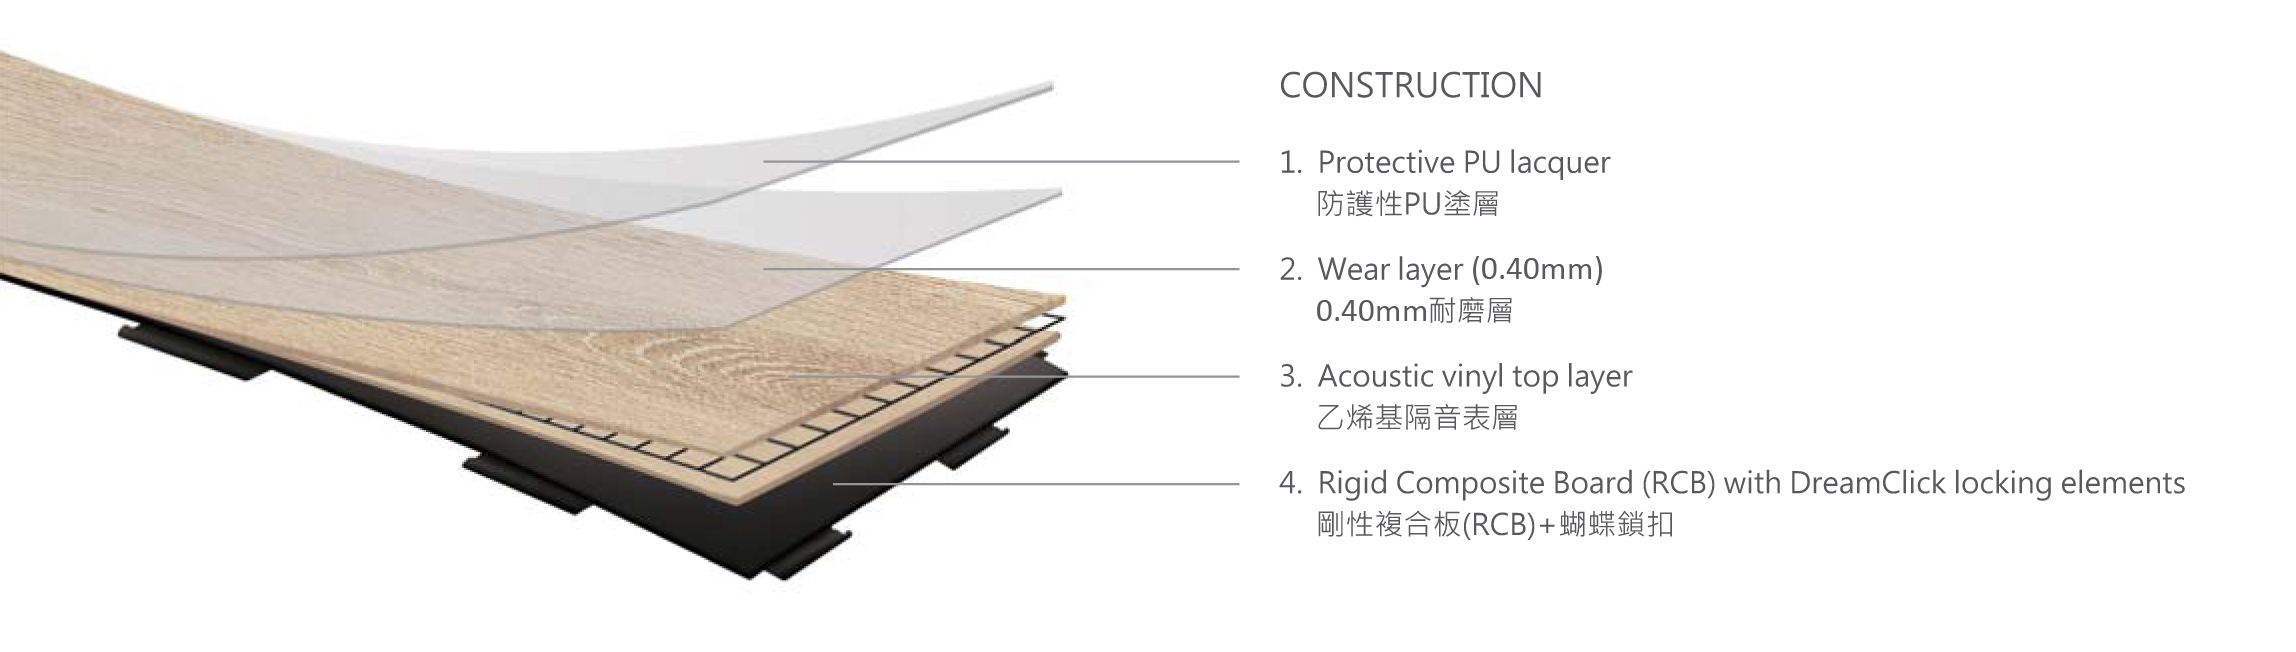 CONSTRUCTION
1. Protective PU lacquer
防護性PU塗層
2. Wear layer (0.40mm)
0.40mm耐磨層
3. Acoustic vinyl top layer
乙烯基隔音表層
4. Rigid Composite Board (RCB) with DreamClick locking elements
剛性複合板(RCB)+蝴蝶鎖扣